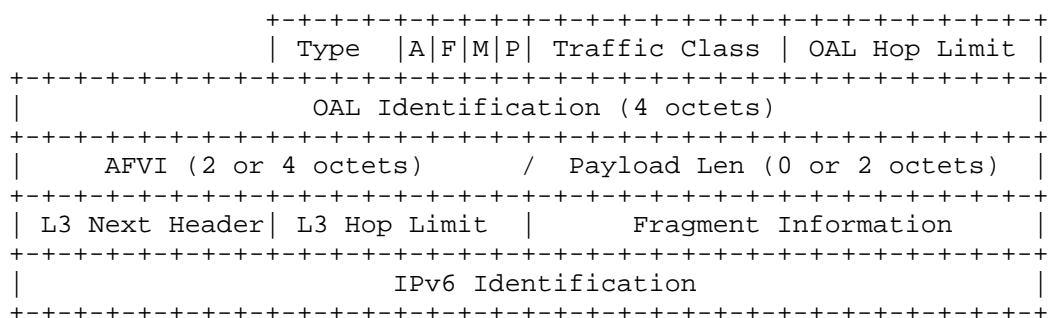 +-+-+-+-+-+-+-+-+-+-+-+-+-+-+-+-+-+-+-+-+-+-+-+-+
| Type  |A|F|M|P| Traffic Class | OAL Hop Limit |
+-+-+-+-+-+-+-+-+-+-+-+-+-+-+-+-+-+-+-+-+-+-+-+-+-+-+-+-+-+-+-+-+
| OAL Identification (4 octets) |
+-+-+-+-+-+-+-+-+-+-+-+-+-+-+-+-+-+-+-+-+-+-+-+-+-+-+-+-+-+-+-+-+
| AFVI (2 or 4 octets) / Payload Len (0 or 2 octets) |
+-+-+-+-+-+-+-+-+-+-+-+-+-+-+-+-+-+-+-+-+-+-+-+-+-+-+-+-+-+-+-+-+
| L3 Next Header| L3 Hop Limit | Fragment Information |
+-+-+-+-+-+-+-+-+-+-+-+-+-+-+-+-+-+-+-+-+-+-+-+-+-+-+-+-+-+-+-+-+
| IPv6 Identification |
+-+-+-+-+-+-+-+-+-+-+-+-+-+-+-+-+-+-+-+-+-+-+-+-+-+-+-+-+-+-+-+-+